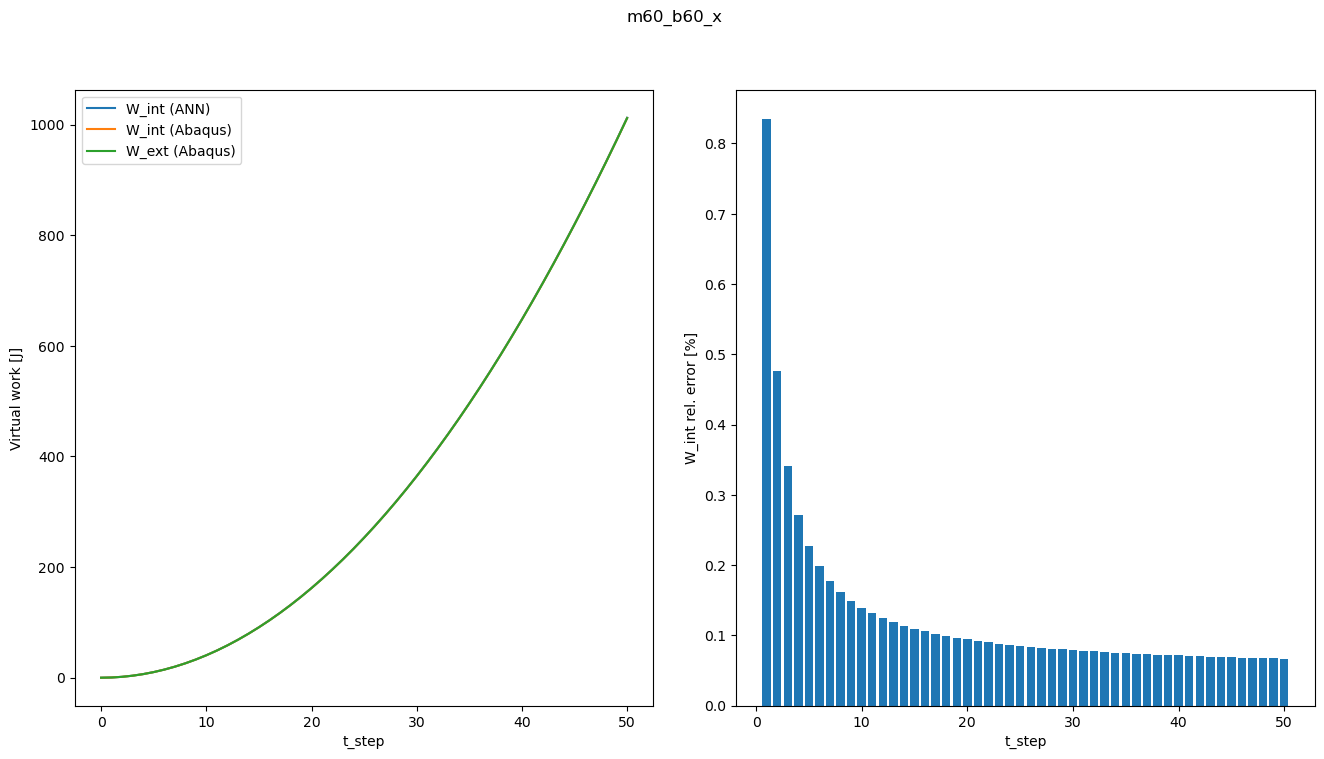 m60_b60_x
W_int (ANN)
W_int (Abaqus)
W_ext (Abaqus)
Virtual work [J]
1000
800
600
400
200
0
0 10 20 30 40 50
t_step
W_int rel. error [%]
0.8
0.7
0.6
0.5
0.4
0.3
0.2
0.1
0.0
0 10 20 30 40 50
t_step